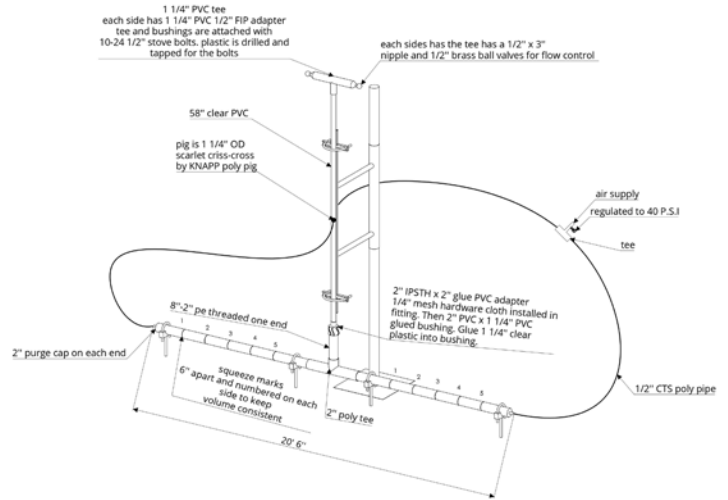 1 1/4" PVC tee
each side has 1 1/4" PVC 1/2" FIP adapter
tee and bushings are attached with
10-24 1/2" stove bolts. plastic is drilled and
tapped for the bolts
each sides has the tee has a 1/2" x 3"
nipple and 1/2" brass ball valves for flow control
58" clear PVC
pig is 1 1/4" OD
scarlet criss-cross
by KNAPP poly pig
air supply
regulated to 40 P.S.I
tee
2" IPSTH x 2" glue PVC adapter
1/4" mesh hardware cloth installed in
fitting. Then 2" PVC x 1 1/4" PVC
glued bushing. Glue 1 1/4" clear
plastic into bushing.
8"-2" pe threaded one end
2" purge cap on each end
1
2
3
4
5
1
2
3
4
5
squeeze marks
6" apart and numbered on each
side to keep
volume consistent
2" poly tee
1/2" CTS poly pipe
20' 6"